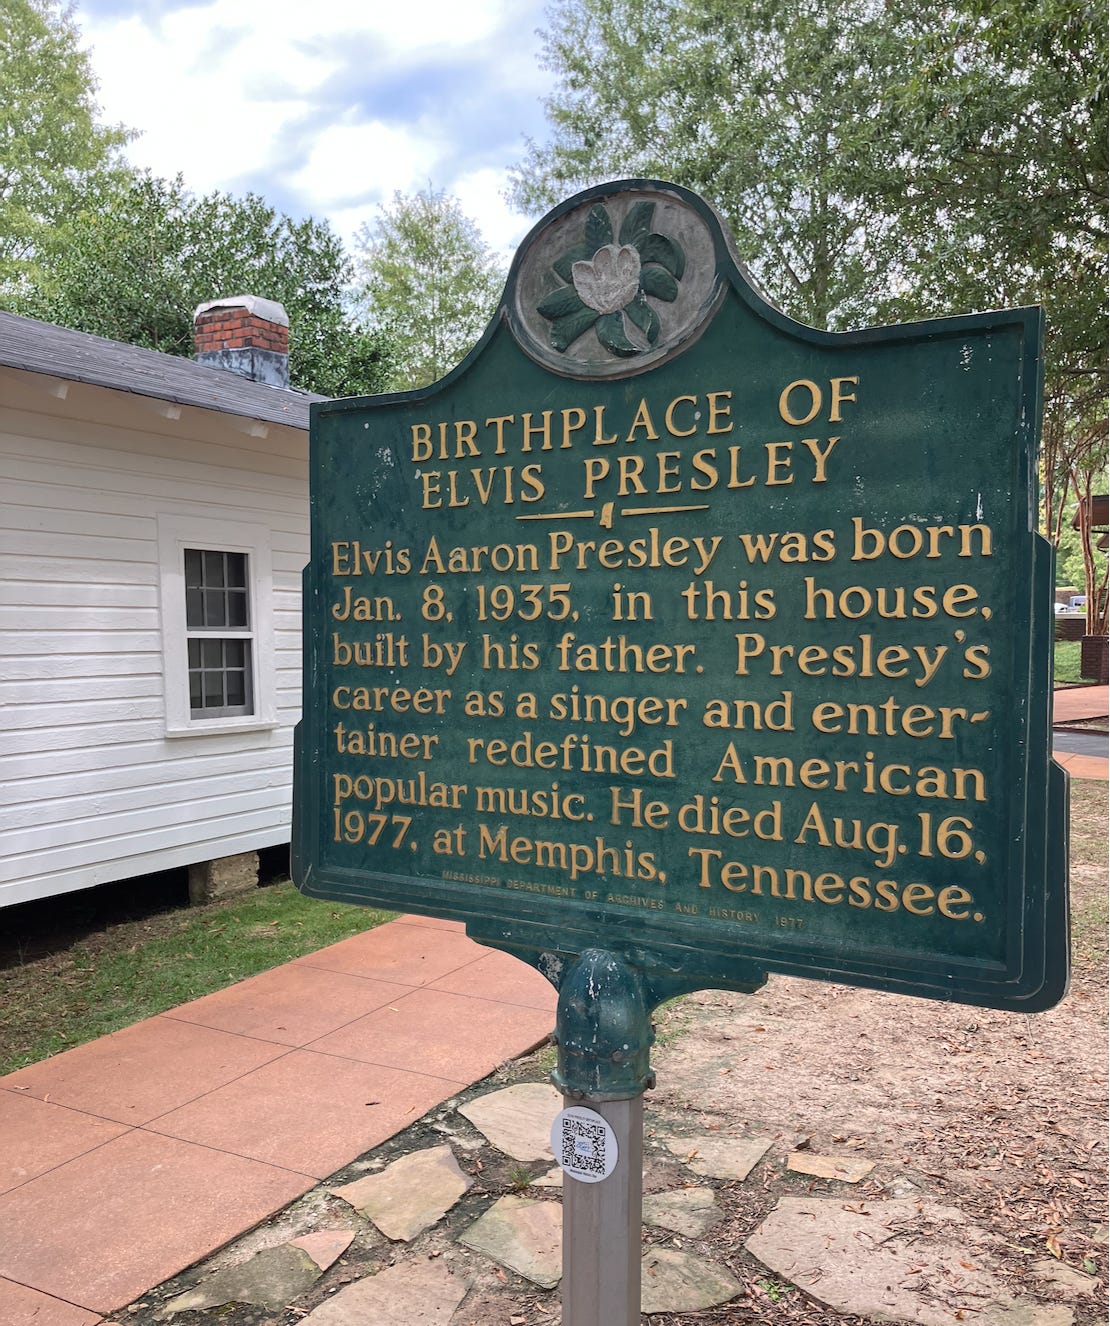 BIRTHPLACE OF
ELVIS PRESLEY
Elvis Aaron Presley was born
Jan. 8, 1935, in this house,
built by his father. Presley's
career as a singer and enter-
tainer redefined American
popular music. He died Aug. 16,
1977, at Memphis, Tennessee.
MISSISSIPPI DEPARTMENT OF ARCHIVES AND HISTORY 1977